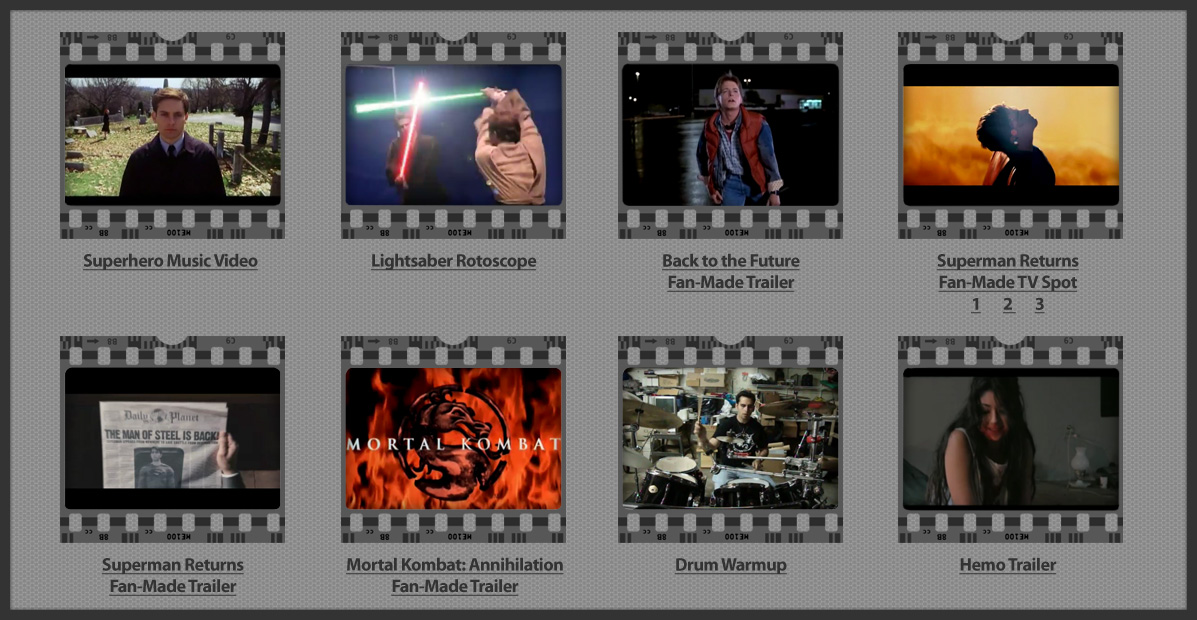 Superhero Music Video
Lightsaber Rotoscope
Back to the Future
Fan-Made Trailer
Superman Returns
Fan-Made TV Spot
1 2 3
Daily Planet
THE MAN OF STEEL IS BACK!
MORTAL KOMBAT
Superman Returns
Fan-Made Trailer
Mortal Kombat: Annihilation
Fan-Made Trailer
Drum Warmup
Hemo Trailer